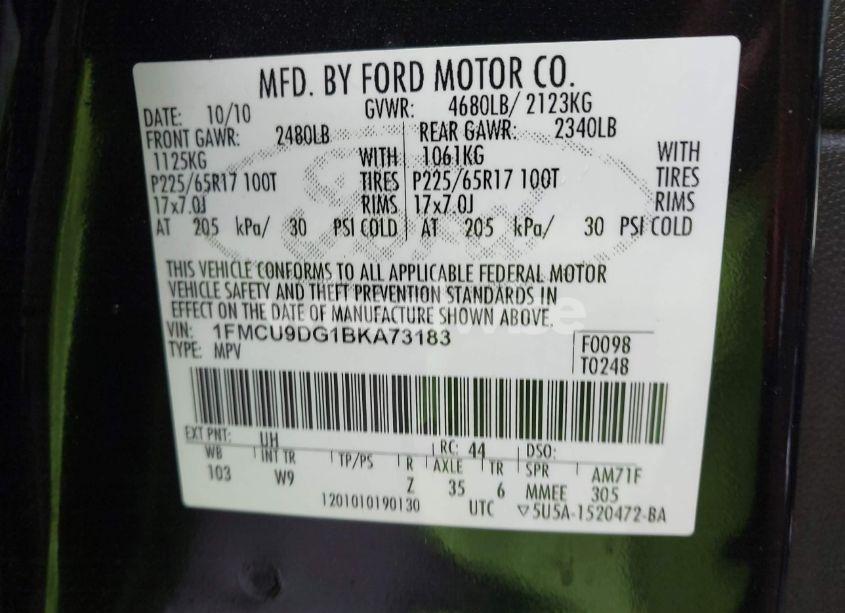 MFD. BY FORD MOTOR CO.
DATE: 10/10 GVWR: 4680LB/ 2123KG
FRONT GAWR: 2480LB REAR GAWR: 2340LB
1125KG WITH 1061KG WITH
P225/65R17 100T TIRES P225/65R17 100T TIRES
17x7.0J RIMS 17x7.0J RIMS
AT 205 kPa/ 30 PSI COLD AT 205 kPa/ 30 PSI COLD
THIS VEHICLE CONFORMS TO ALL APPLICABLE FEDERAL MOTOR
VEHICLE SAFETY AND THEFT PREVENTION STANDARDS IN
EFFECT ON THE DATE OF MANUFACTURE SHOWN ABOVE.
VIN: 1FMCU9DG1BKA73183
TYPE: MPV F0098
T0248
EXT PNT: UH RC: 44 DSO:
WB INT TR TP/PS R AXLE TR SPR AM71F
103 W9 Z 35 6 MMEE 305
1201010190130 UTC ▽5U5A-1520472-BA